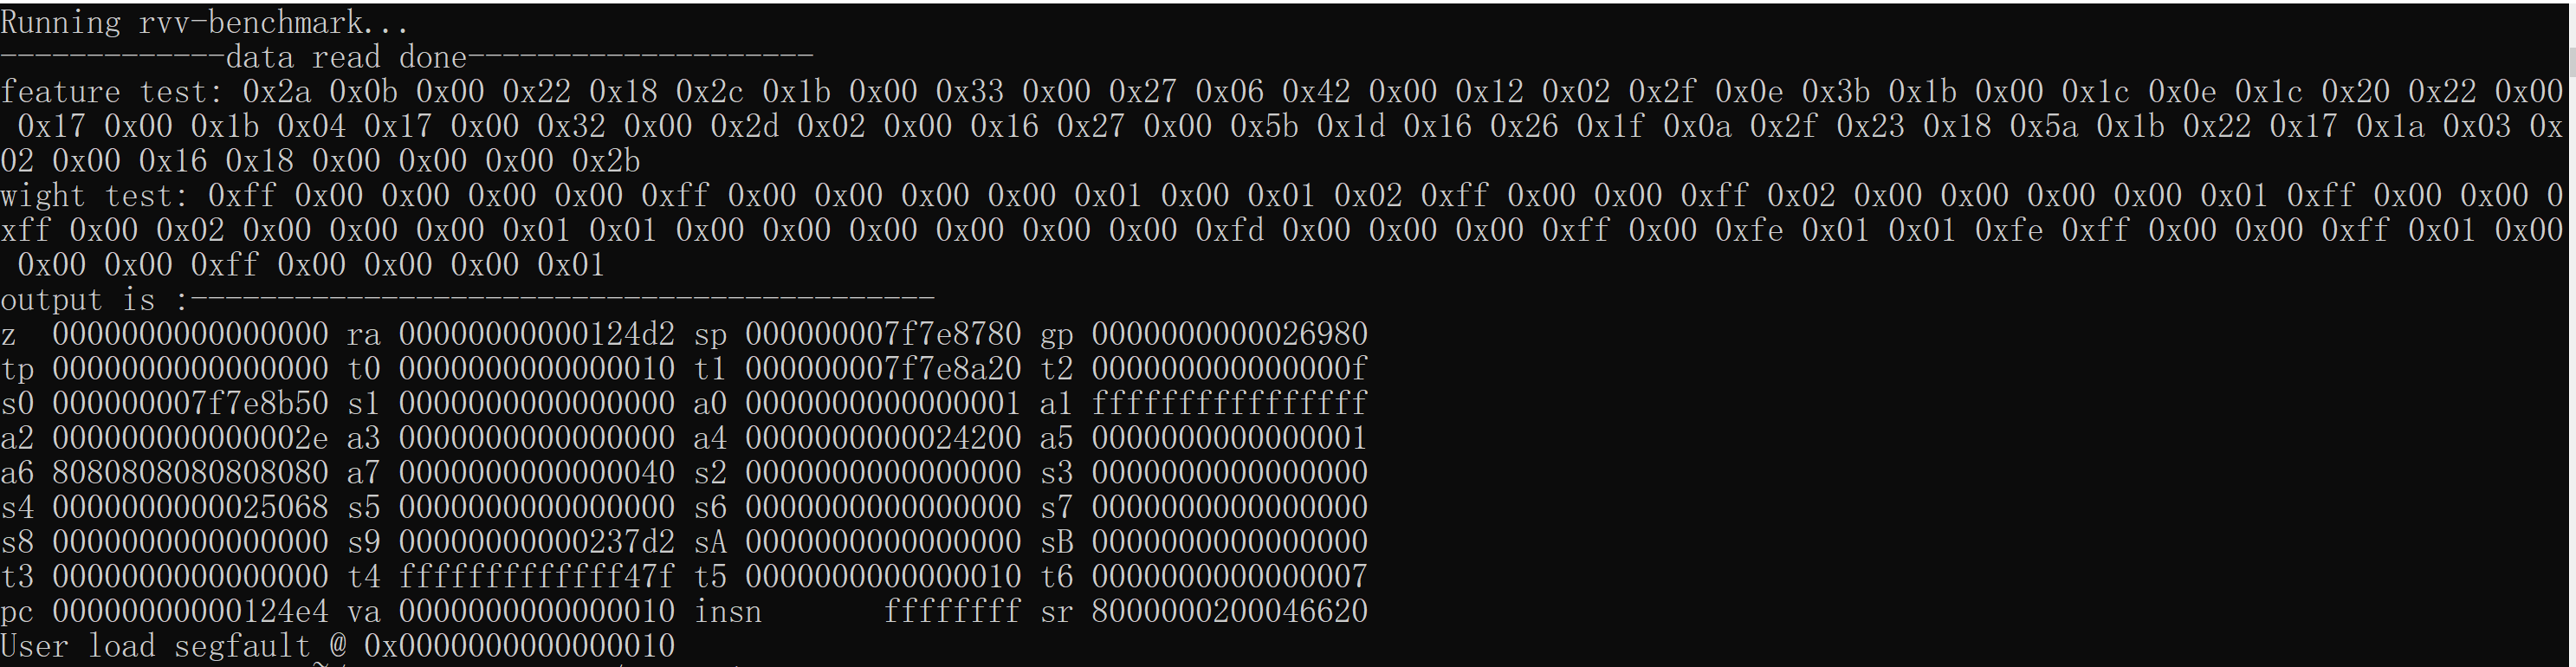 Running rvv-benchmark...
-------------data read done--------------------
feature test: 0x2a 0x0b 0x00 0x22 0x18 0x2c 0x1b 0x00 0x33 0x00 0x27 0x06 0x42 0x00 0x12 0x02 0x2f 0x0e 0x3b 0x1b 0x00 0x1c 0x0e 0x1c 0x20 0x22 0x00
 0x17 0x00 0x1b 0x04 0x17 0x00 0x32 0x00 0x2d 0x02 0x00 0x16 0x27 0x00 0x5b 0x1d 0x16 0x26 0x1f 0x0a 0x2f 0x23 0x18 0x5a 0x1b 0x22 0x17 0x1a 0x03 0x
02 0x00 0x16 0x18 0x00 0x00 0x00 0x2b
wight test: 0xff 0x00 0x00 0x00 0x00 0xff 0x00 0x00 0x00 0x00 0x01 0x00 0x01 0x02 0xff 0x00 0x00 0xff 0x02 0x00 0x00 0x00 0x00 0x01 0xff 0x00 0x00 0
xff 0x00 0x02 0x00 0x00 0x00 0x01 0x01 0x00 0x00 0x00 0x00 0x00 0x00 0xfd 0x00 0x00 0x00 0xff 0x00 0xfe 0x01 0x01 0xfe 0xff 0x00 0x00 0xff 0x01 0x00
 0x00 0x00 0xff 0x00 0x00 0x00 0x01
output is :-------------------------------------------
z  0000000000000000 ra 00000000000124d2 sp 000000007f7e8780 gp 0000000000026980
tp 0000000000000000 t0 0000000000000010 t1 000000007f7e8a20 t2 000000000000000f
s0 000000007f7e8b50 s1 0000000000000000 a0 0000000000000001 a1 ffffffffffffffff
a2 000000000000002e a3 0000000000000000 a4 0000000000024200 a5 0000000000000001
a6 8080808080808080 a7 0000000000000040 s2 0000000000000000 s3 0000000000000000
s4 0000000000025068 s5 0000000000000000 s6 0000000000000000 s7 0000000000000000
s8 0000000000000000 s9 00000000000237d2 sA 0000000000000000 sB 0000000000000000
t3 0000000000000000 t4 fffffffffffff47f t5 0000000000000010 t6 0000000000000007
pc 00000000000124e4 va 0000000000000010 insn       ffffffff sr 8000000200046620
User load segfault @ 0x0000000000000010